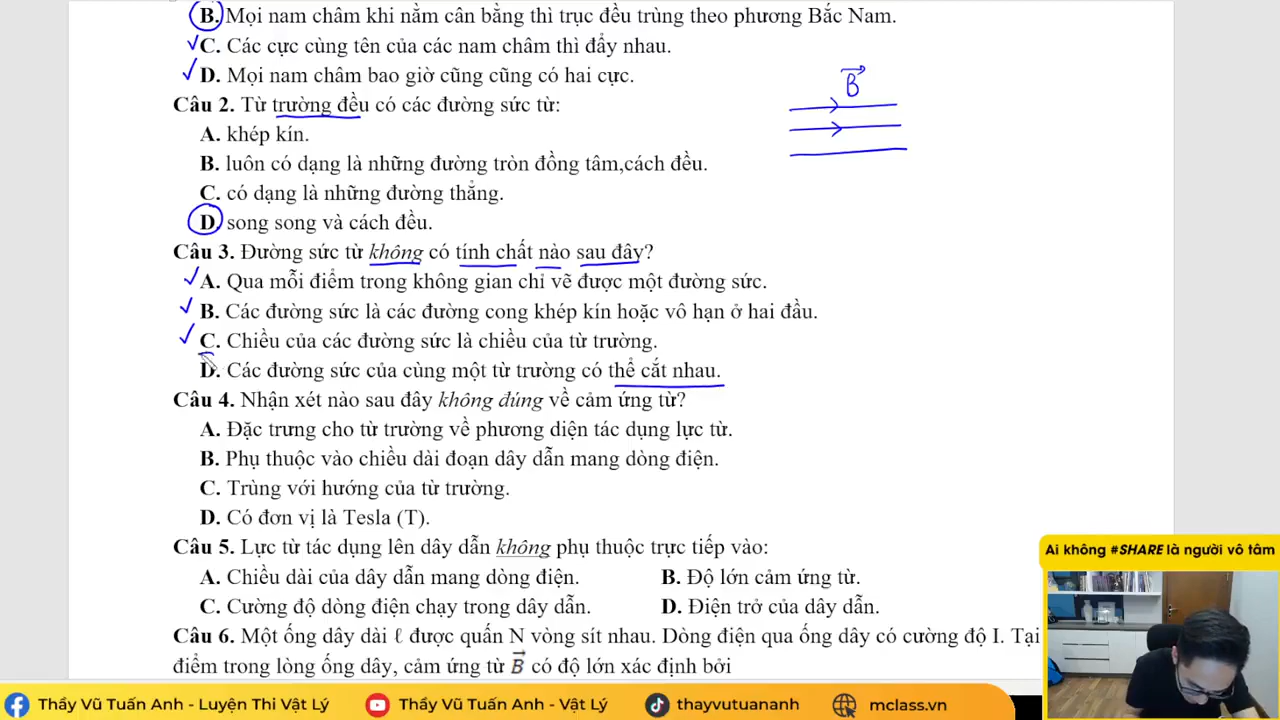 B. Mọi nam châm khi nằm cân bằng thì trục đều trùng theo phương Bắc Nam.
C. Các cực cùng tên của các nam châm thì đẩy nhau.
D. Mọi nam châm bao giờ cũng cũng có hai cực.
B
Câu 2. Từ trường đều có các đường sức từ:
A. khép kín.
B. luôn có dạng là những đường tròn đồng tâm,cách đều.
C. có dạng là những đường thẳng.
D. song song và cách đều.
Câu 3. Đường sức từ không có tính chất nào sau đây?
A. Qua mỗi điểm trong không gian chỉ vẽ được một đường sức.
B. Các đường sức là các đường cong khép kín hoặc vô hạn ở hai đầu.
C. Chiều của các đường sức là chiều của từ trường.
D. Các đường sức của cùng một từ trường có thể cắt nhau.
Câu 4. Nhận xét nào sau đây không đúng về cảm ứng từ?
A. Đặc trưng cho từ trường về phương diện tác dụng lực từ.
B. Phụ thuộc vào chiều dài đoạn dây dẫn mang dòng điện.
C. Trùng với hướng của từ trường.
D. Có đơn vị là Tesla (T).
Câu 5. Lực từ tác dụng lên dây dẫn không phụ thuộc trực tiếp vào:
A. Chiều dài của dây dẫn mang dòng điện. B. Độ lớn cảm ứng từ.
C. Cường độ dòng điện chạy trong dây dẫn. D. Điện trở của dây dẫn.
Câu 6. Một ống dây dài ℓ được quấn N vòng sít nhau. Dòng điện qua ống dây có cường độ I. Tại
điểm trong lòng ống dây, cảm ứng từ B có độ lớn xác định bởi
Ai không #SHARE là người vô tâm
Thầy Vũ Tuấn Anh - Luyện Thi Vật Lý Thầy Vũ Tuấn Anh - Vật Lý thayvutuananh mclass.vn